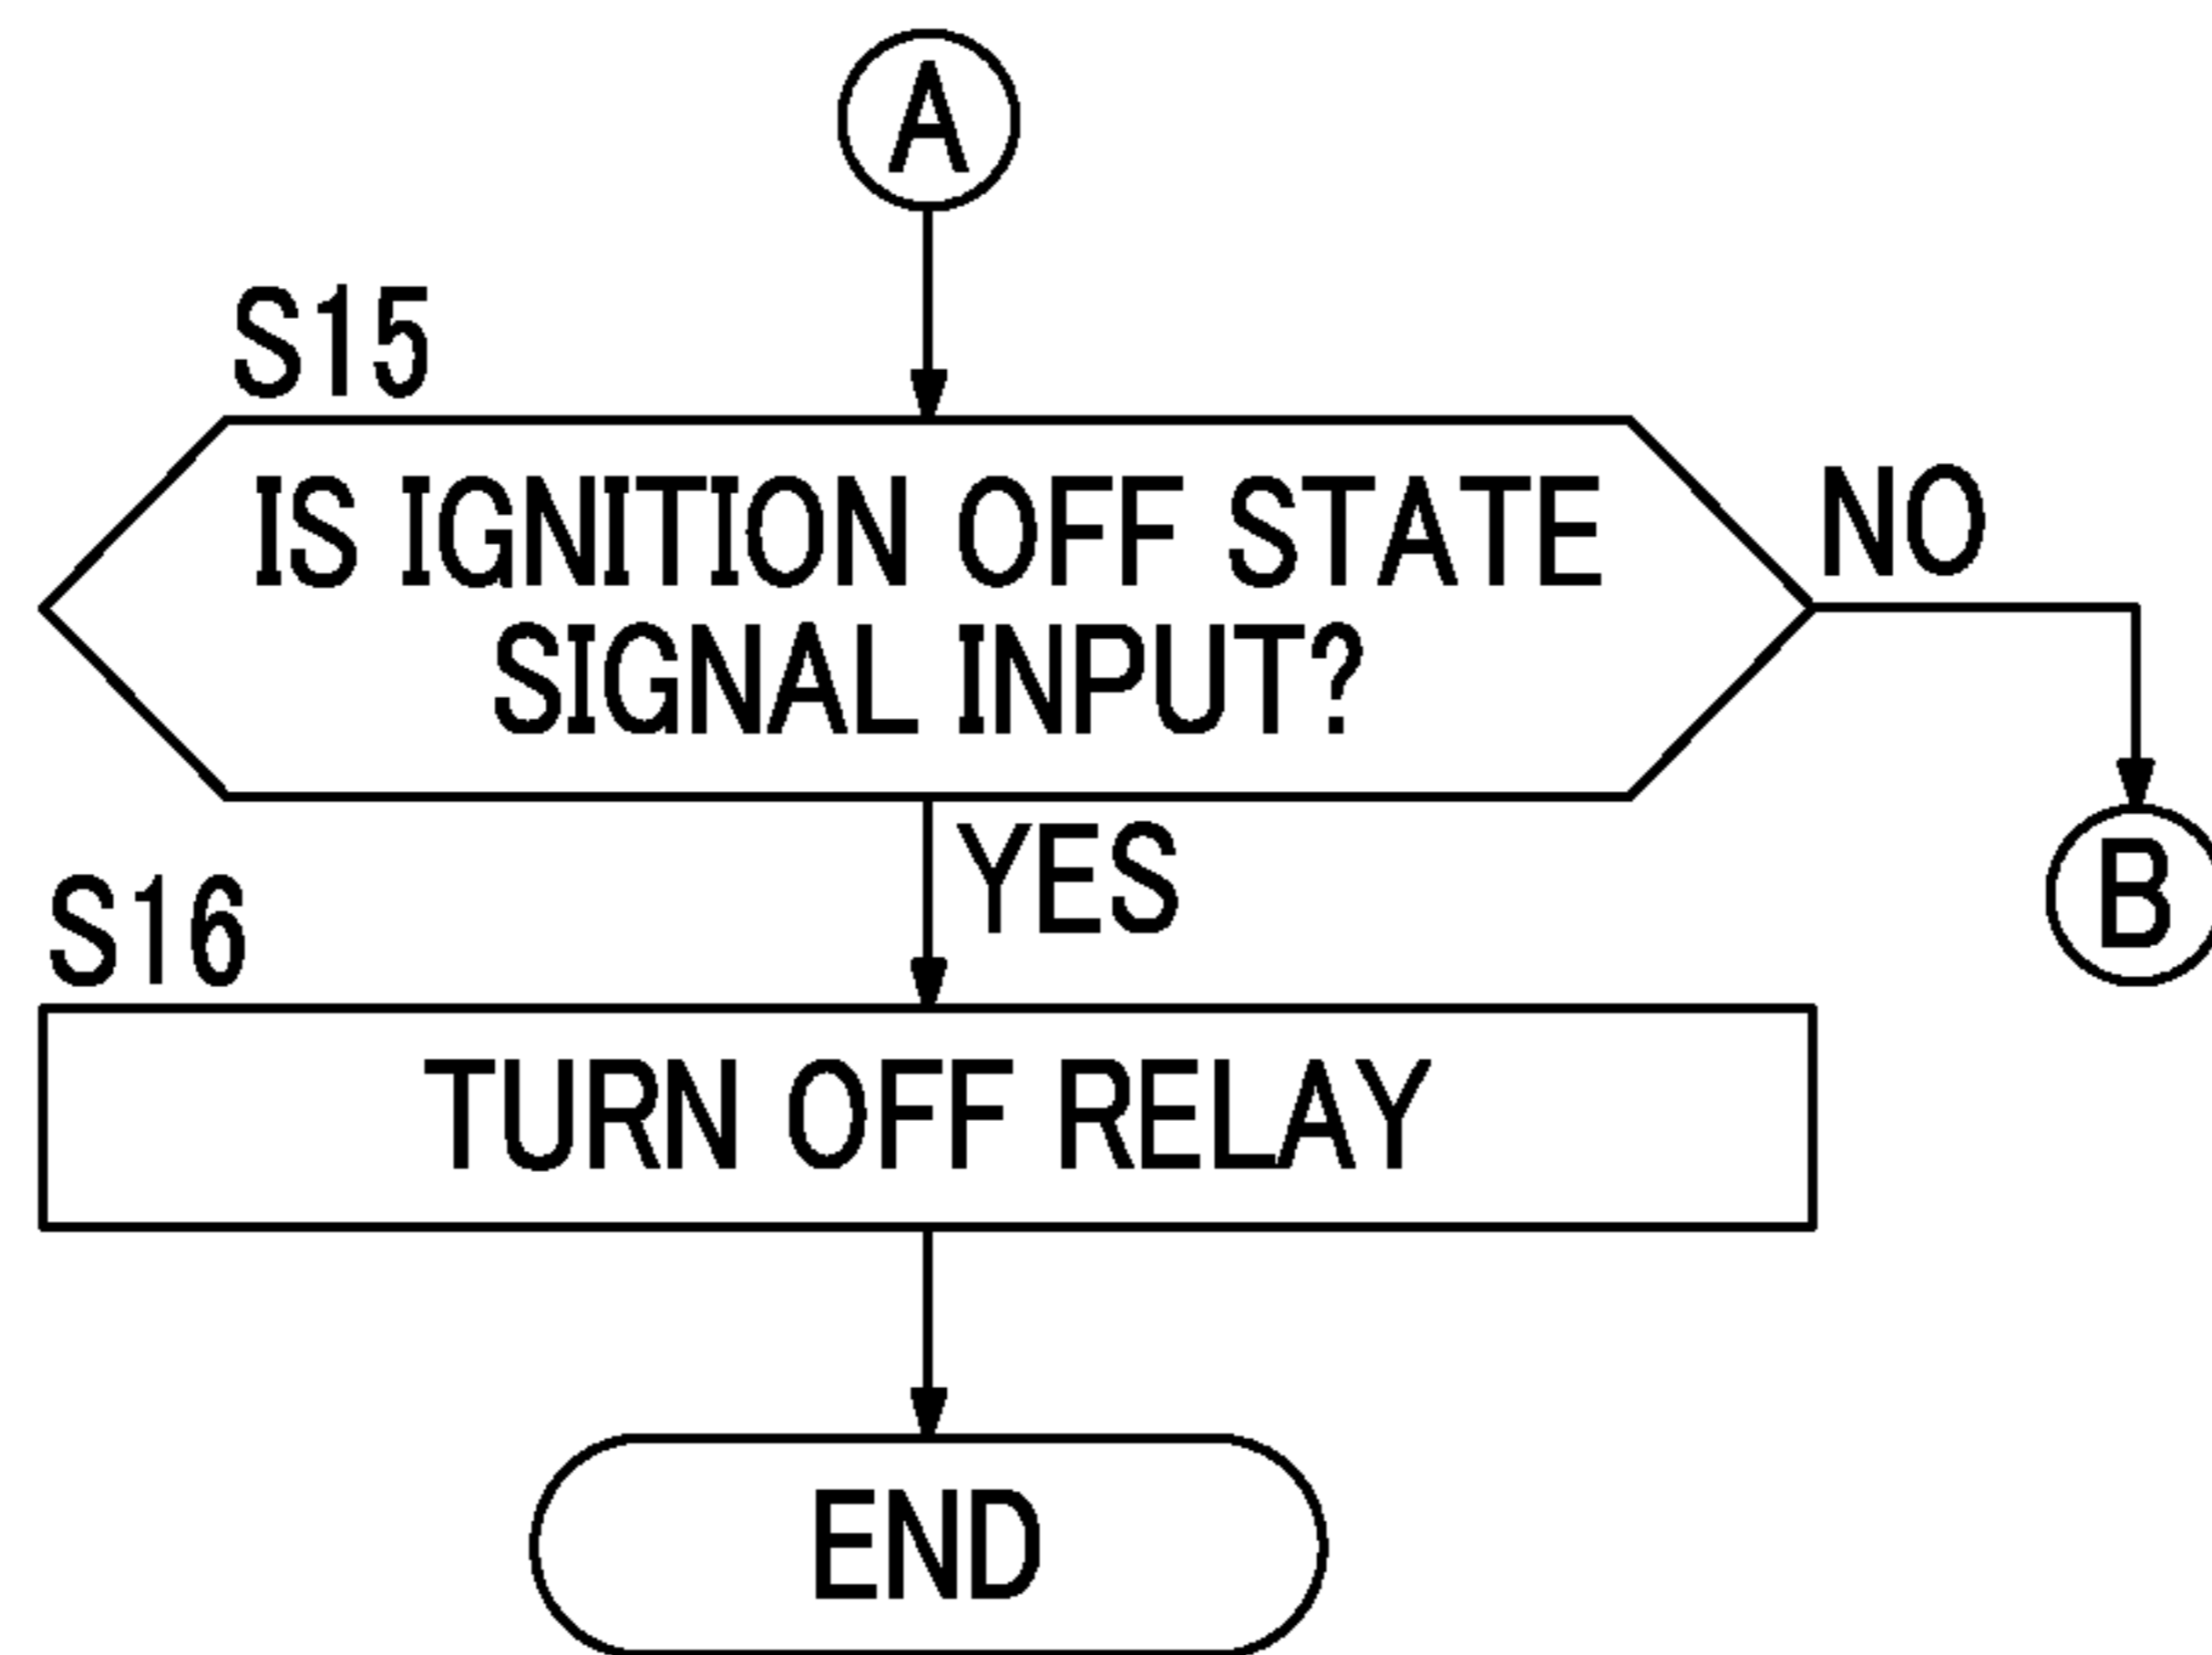 A
S15
IS IGNITION OFF STATE
SIGNAL INPUT?
NO
YES
B
S16
TURN OFF RELAY
END